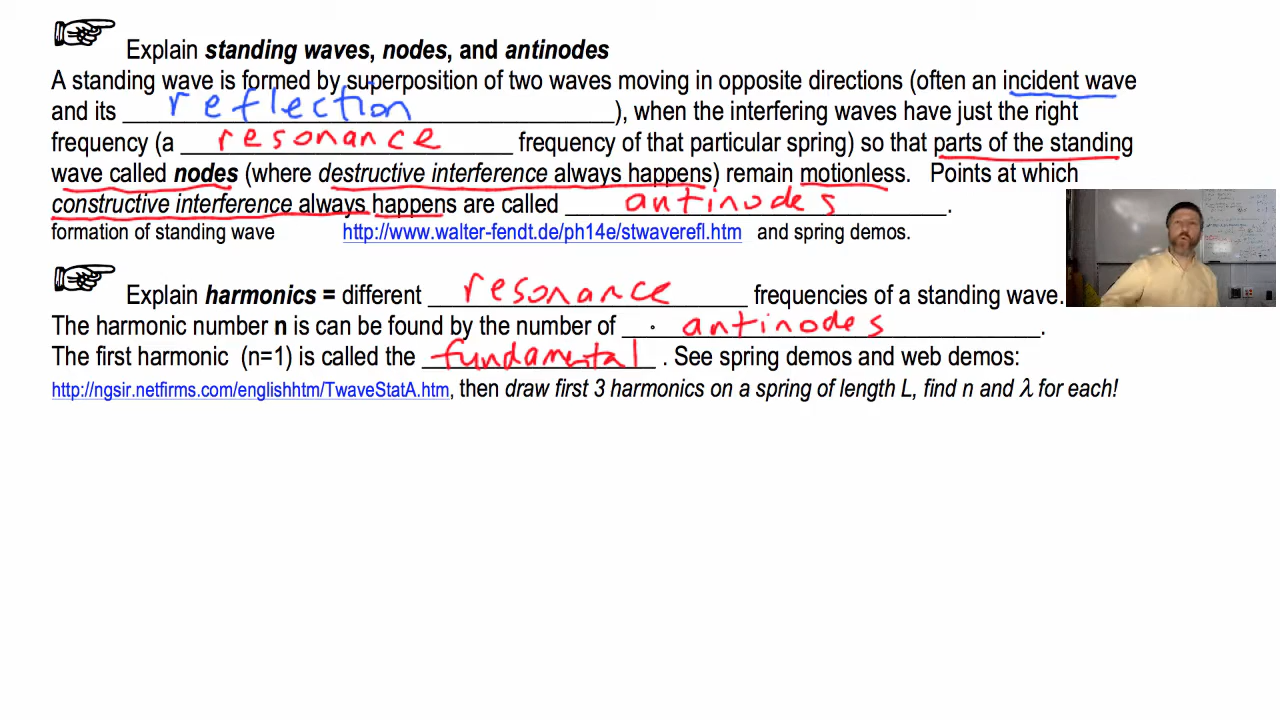 Explain standing waves, nodes, and antinodes
A standing wave is formed by superposition of two waves moving in opposite directions (often an incident wave
and its reflection), when the interfering waves have just the right
frequency (a resonance frequency of that particular spring) so that parts of the standing
wave called nodes (where destructive interference always happens) remain motionless. Points at which
constructive interference always happens are called antinodes.
formation of standing wave http://www.walter-fendt.de/ph14e/stwaverefl.htm and spring demos.
Explain harmonics = different resonance frequencies of a standing wave.
The harmonic number n is can be found by the number of antinodes.
The first harmonic (n=1) is called the fundamental. See spring demos and web demos:
http://ngsir.netfirms.com/englishhtm/TwaveStatA.htm, then draw first 3 harmonics on a spring of length L, find n and λ for each!